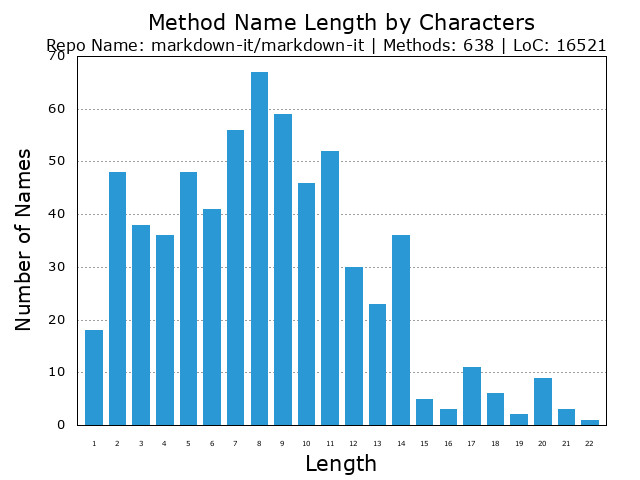 Method Name Length by Characters
Repo Name: markdown-it/markdown-it | Methods: 638 | LoC: 16521
70
60
50
40
30
20
10
0
Number of Names
1 2 3 4 5 6 7 8 9 10 11 12 13 14 15 16 17 18 19 20 21 22
Length